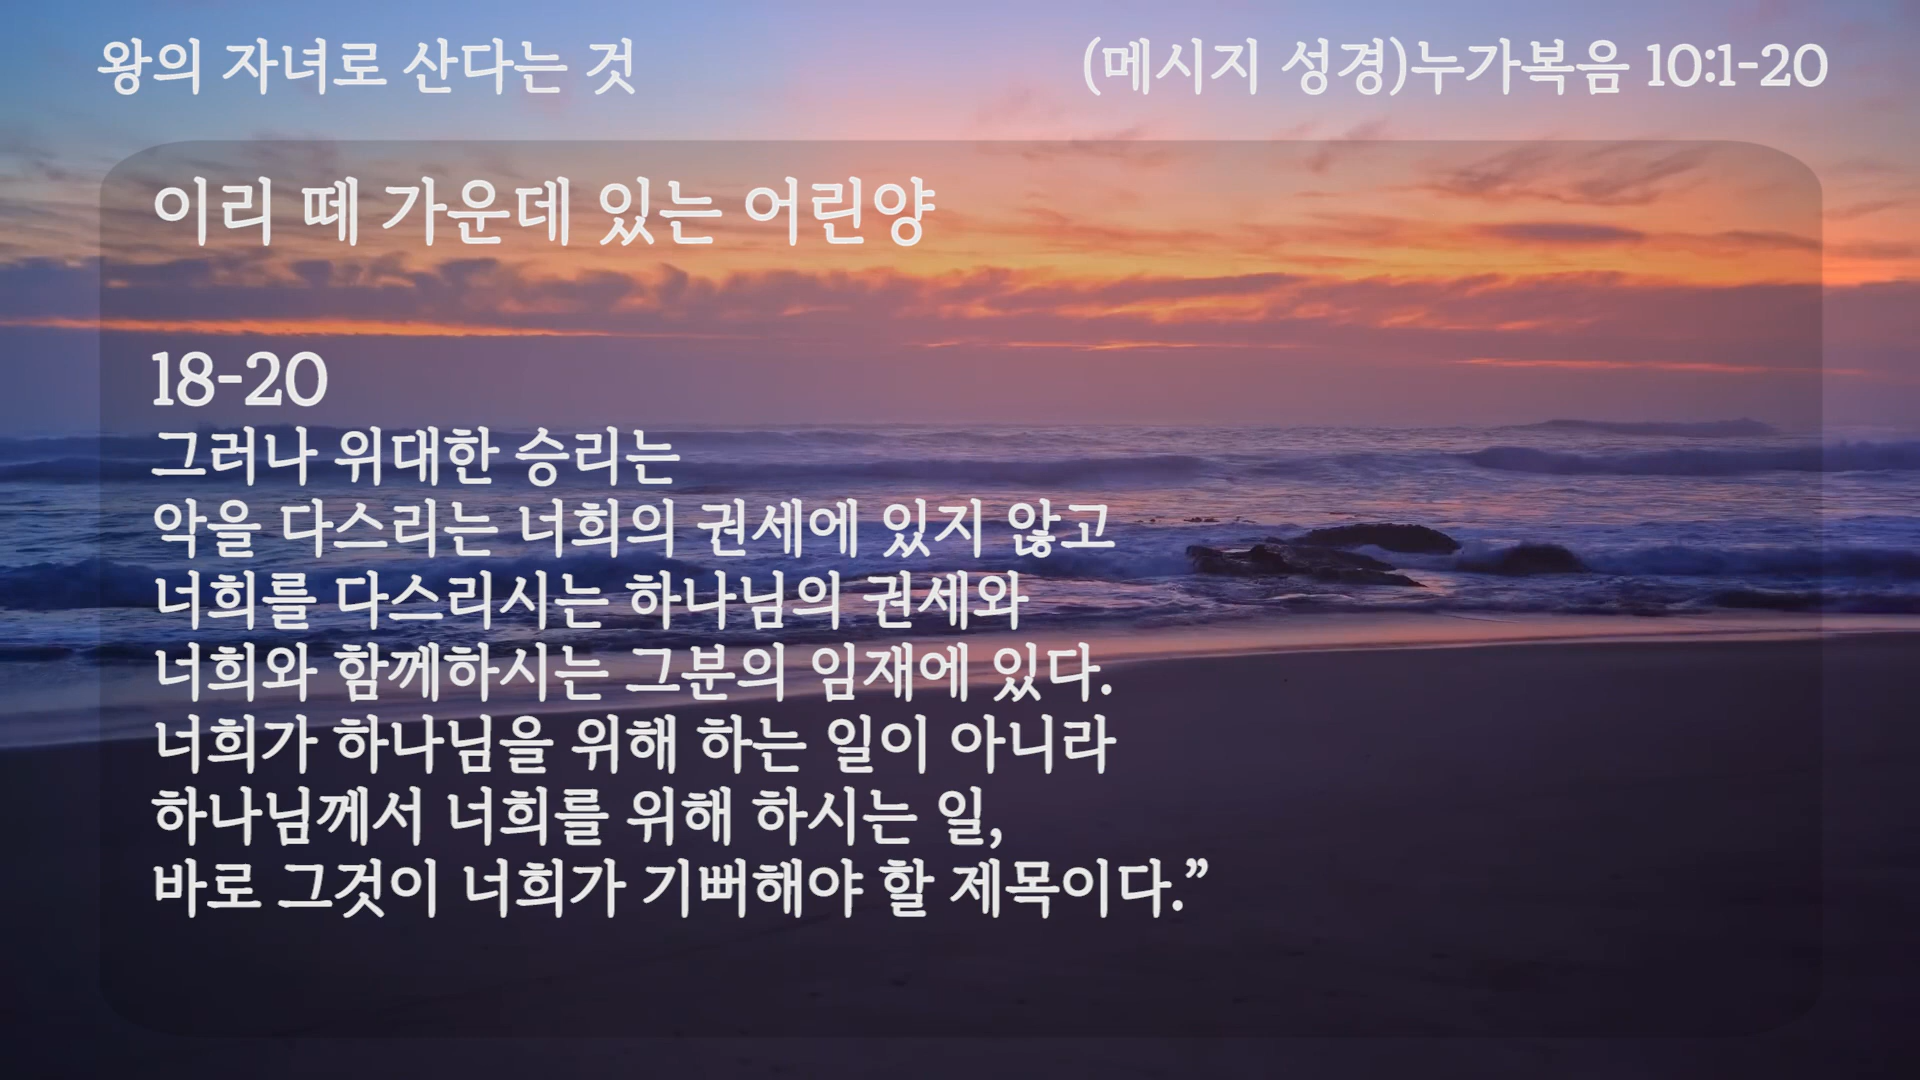 왕의 자녀로 산다는 것
(메시지 성경)누가복음 10:1-20
이리 떼 가운데 있는 어린양
18-20
그러나 위대한 승리는
악을 다스리는 너희의 권세에 있지 않고
너희를 다스리시는 하나님의 권세와
너희와 함께하시는 그분의 임재에 있다.
너희가 하나님을 위해 하는 일이 아니라
하나님께서 너희를 위해 하시는 일,
바로 그것이 너희가 기뻐해야 할 제목이다.”